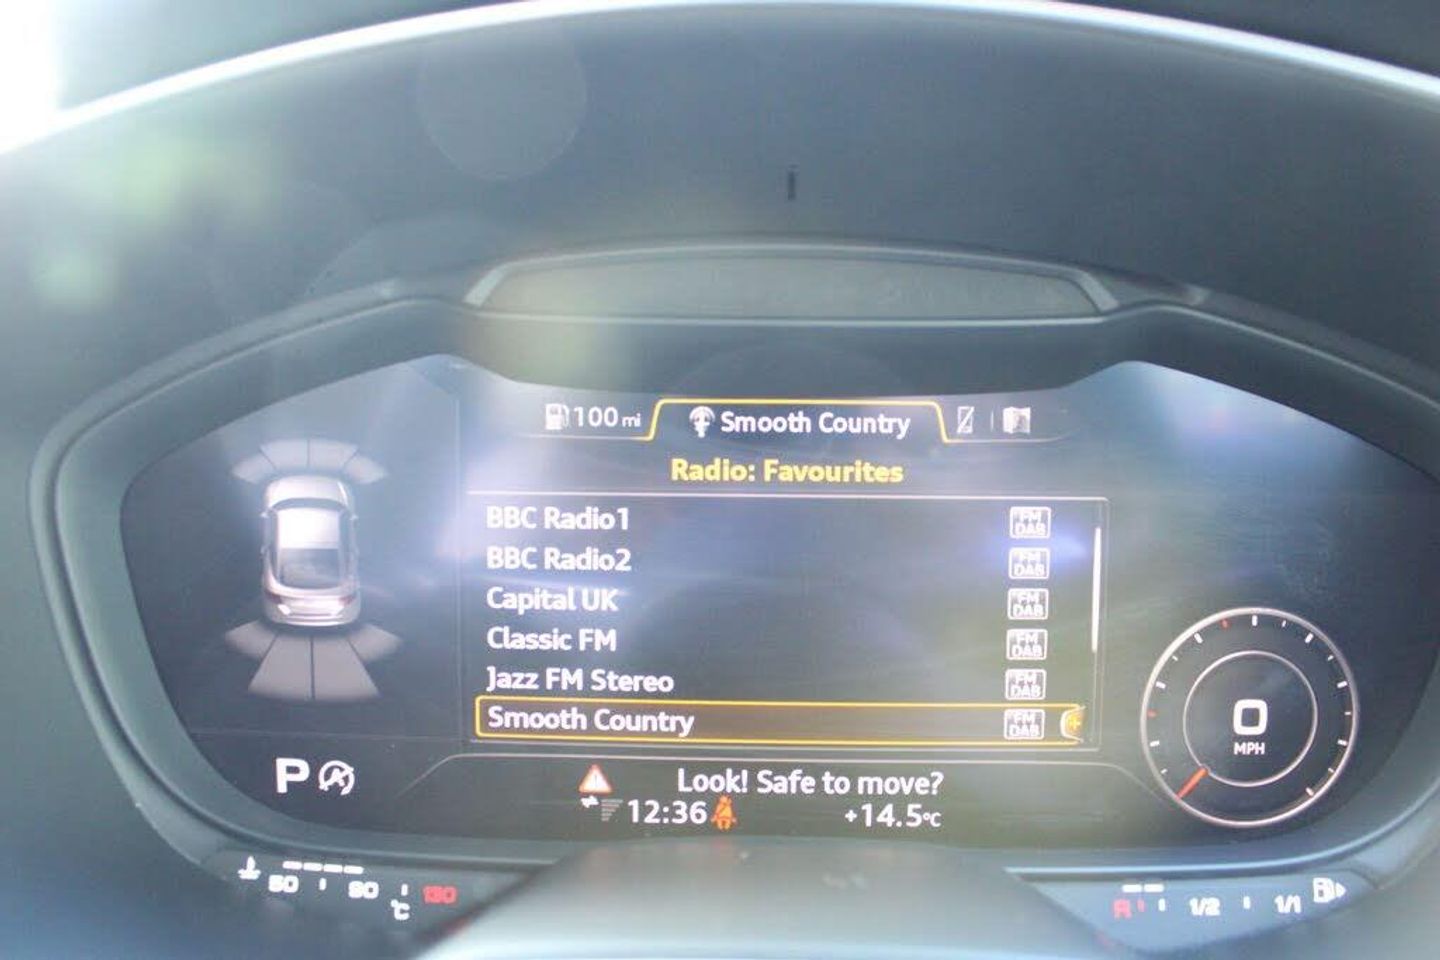 100 mi Smooth Country
Radio: Favourites
BBC Radio1 FM DAB
BBC Radio2 FM DAB
Capital UK FM DAB
Classic FM FM DAB
Jazz FM Stereo FM DAB
Smooth Country FM DAB
0
MPH
P A
Look! Safe to move?
12:36 +14.5°C
50 90 130
°C
R 1/2 1/1